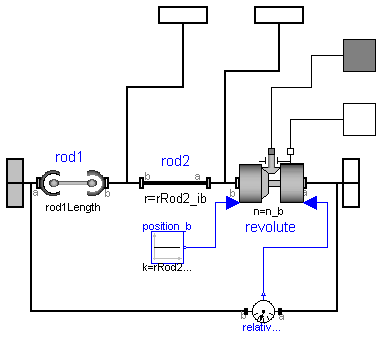 rod1
rod2
a
b
b
a
b
a
rod1Length
r=rRod2_ib
n=n_b
position_b
revolute
k=rRod2...
b
a
relativ...